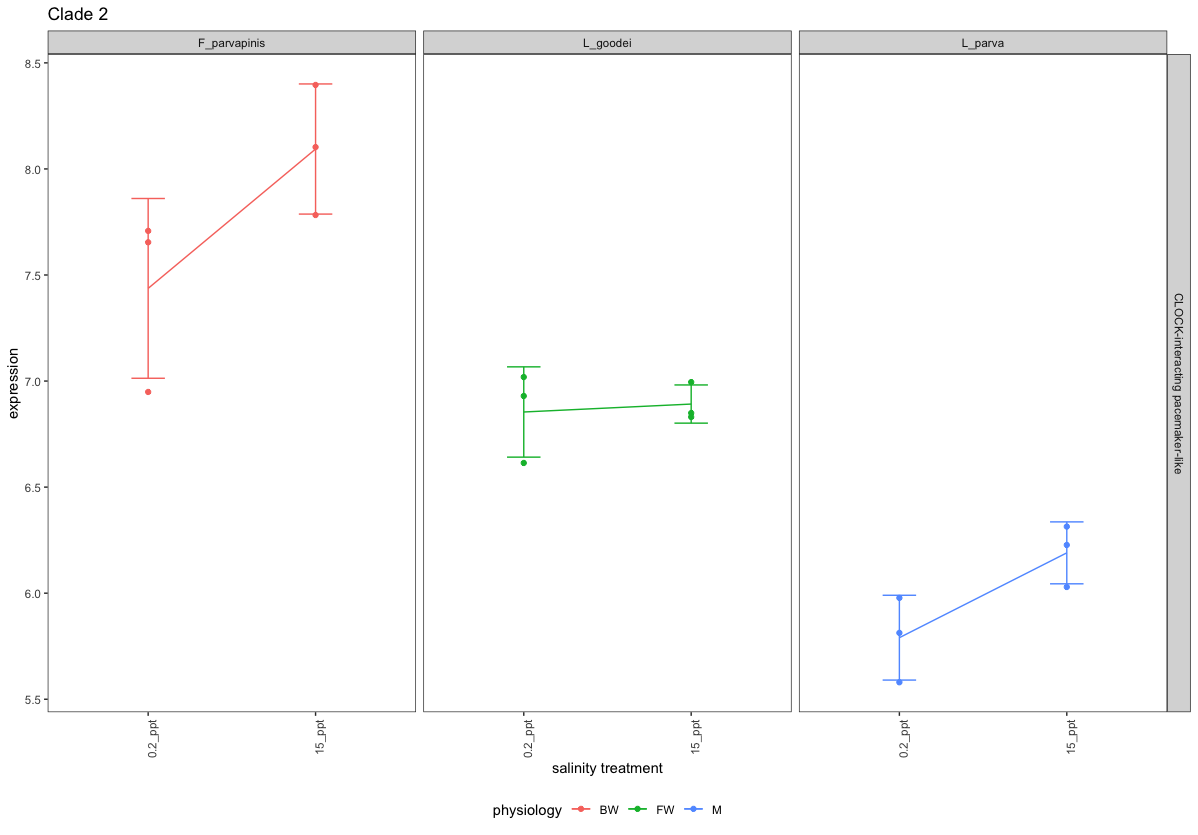 Clade 2
F_parvapinis
L_goodei
L_parva
8.5
8.0
7.5
7.0
6.5
6.0
5.5
expression
CLOCK-interacting pacemaker-like
0.2_ppt
15_ppt
0.2_ppt
15_ppt
0.2_ppt
15_ppt
salinity treatment
physiology BW FW M